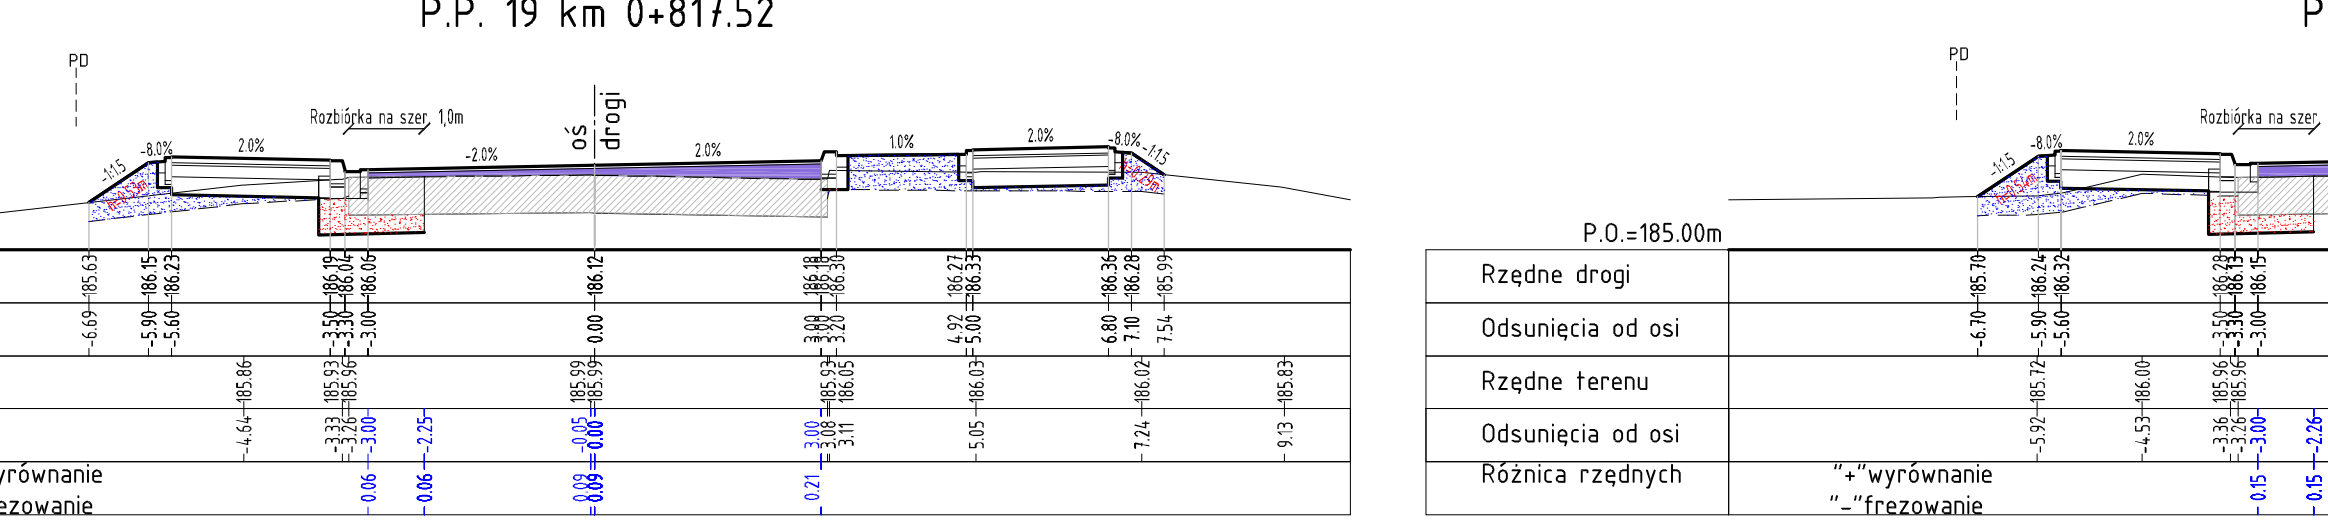 P.P. 19 km 0+817.52
PD
Rozbiórka na szer. 1,0m
oś drogi
-1:1.5
-8.0%
2.0%
-2.0%
2.0%
1.0%
2.0%
-8.0%
-1:1.5
185.63 186.15 186.23 186.19 186.04 186.06 186.12 186.18 186.30 186.27 186.33 186.36 186.28 185.99
-6.69 -5.90 -5.60 -3.50 -3.30 -3.00 0.00 3.00 3.20 4.92 5.00 6.80 7.10 7.54
185.86 185.93 185.96 185.99 185.99 185.93 186.05 186.03 186.02 185.83
-4.64 -3.33 -3.26 -3.00 -2.25 -0.05 0.00 3.00 3.08 3.11 5.05 7.24 9.13
yrównanie
ezowanie
0.06 0.06 0.09 0.09 0.21
P
PD
Rozbiórka na szer.
-1:1.5
-8.0%
2.0%
P.O.=185.00m
Rzędne drogi
185.70 186.24 186.32 186.28 186.13 186.15
Odsunięcia od osi
-6.70 -5.90 -5.60 -3.50 -3.30 -3.00
Rzędne terenu
185.72 186.00 185.96 185.96
Odsunięcia od osi
-5.92 -4.53 -3.36 -3.26 -3.00 -2.26
Różnica rzędnych
"+"wyrównanie
"-"frezowanie
0.15 0.15